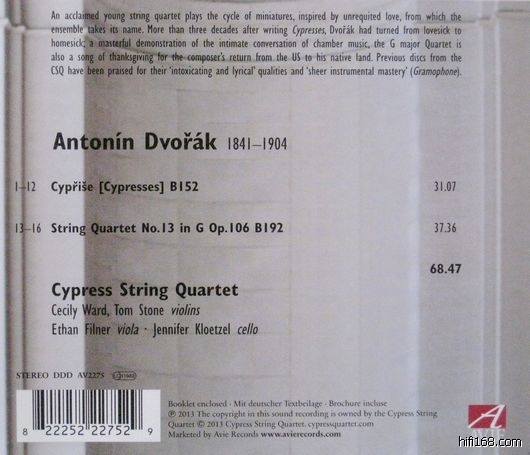 An acclaimed young string quartet plays the cycle of miniatures, inspired by unrequited love, from which the
ensemble takes its name. More than three decades after writing Cypresses, Dvořák had turned from lovesick to
homesick; a masterful demonstration of the intimate conversation of chamber music, the G major Quartet is
also a song of thanksgiving for the composer's return from the US to his native land. Previous discs from the
CSQ have been praised for their 'intoxicating and lyrical' qualities and 'sheer instrumental mastery' (Gramophone).
Antonín Dvořák 1841–1904
1–12 Cypřiše [Cypresses] B152 31.07
13–16 String Quartet No.13 in G Op.106 B192 37.36
68.47
Cypress String Quartet
Cecily Ward, Tom Stone violins
Ethan Filner viola · Jennifer Kloetzel cello
STEREO DDD AV2275
Booklet enclosed · Mit deutscher Textbeilage · Brochure incluse
℗ 2013 The copyright in this sound recording is owned by the Cypress String
Quartet © 2013 Cypress String Quartet. cypressquartet.com
Marketed by Avie Records www.avierecords.com
8 22252 22752 9
A
AVIE
hifi168.com